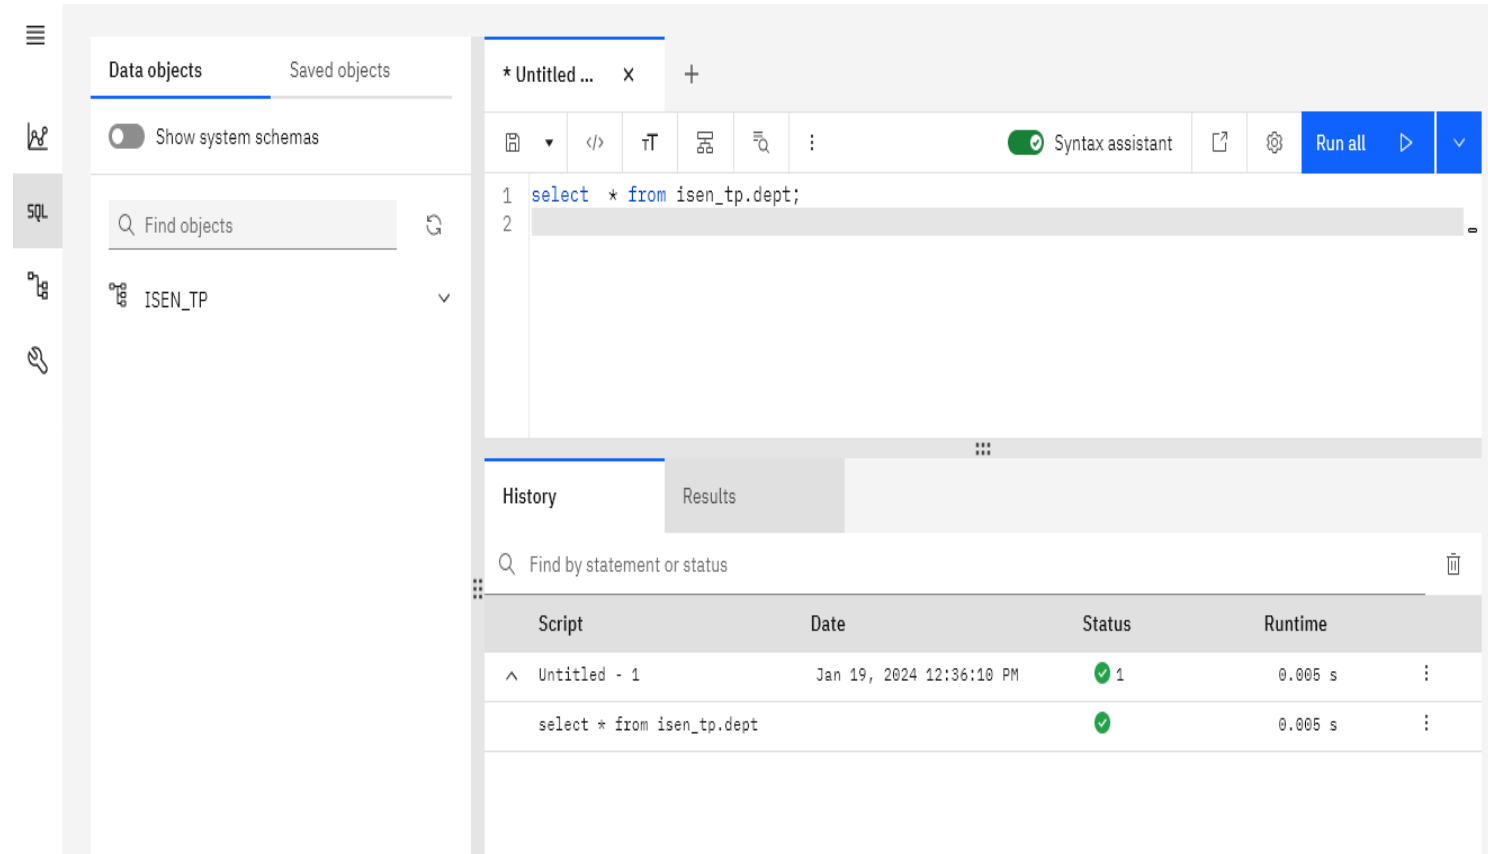 Data objects
Saved objects
Show system schemas
SQL
Find objects
ISEN_TP
* Untitled ...
Syntax assistant
Run all
1 select * from isen_tp.dept;
2
History
Results
Find by statement or status
Script Date Status Runtime
Untitled - 1 Jan 19, 2024 12:36:10 PM 1 0.005 s
select * from isen_tp.dept 0.005 s